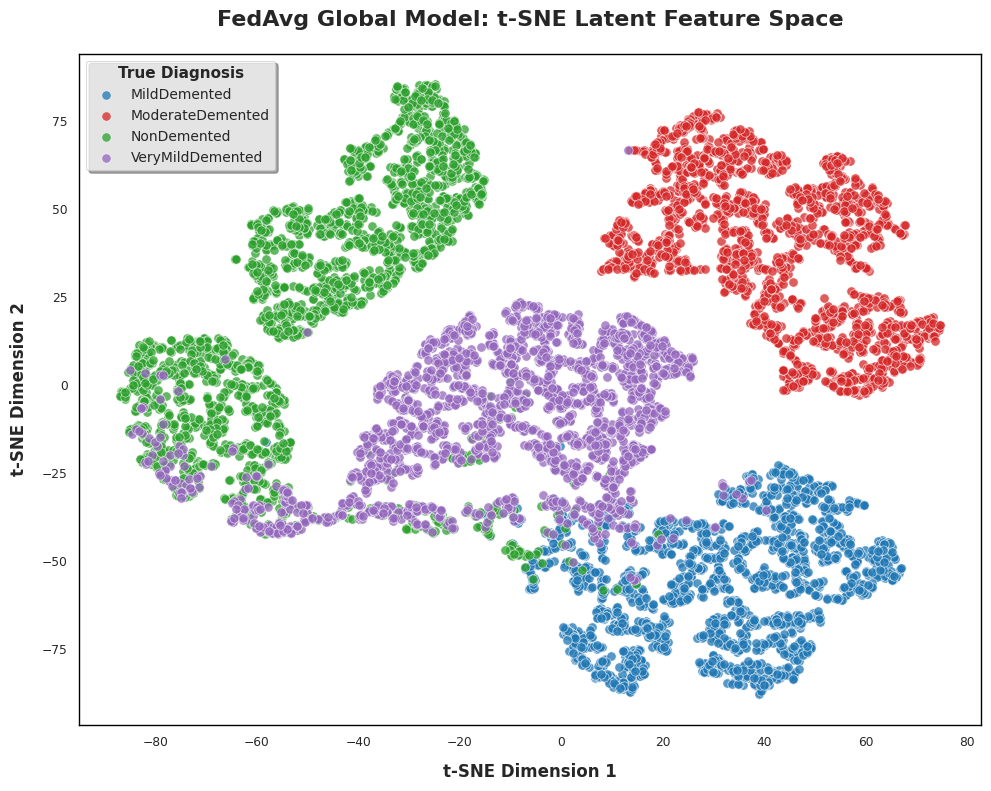 FedAvg Global Model: t-SNE Latent Feature Space
True Diagnosis
MildDemented
ModerateDemented
NonDemented
VeryMildDemented
75
50
25
0
−25
−50
−75
t-SNE Dimension 2
−80
−60
−40
−20
0
20
40
60
80
t-SNE Dimension 1